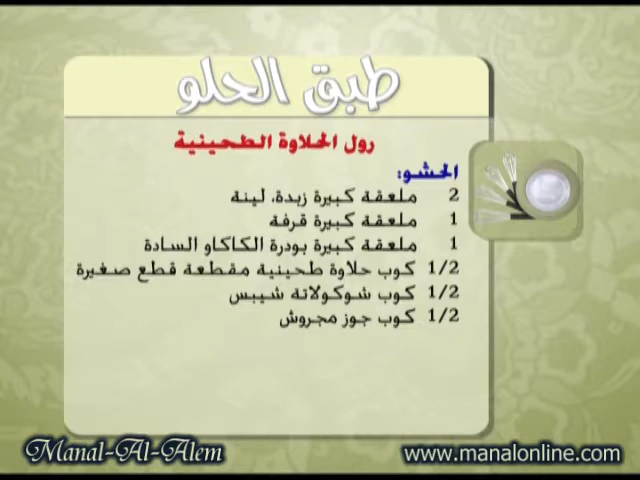 طبق الحلو
رول الحلاوة الطحينية
الحشو:
2 ملعقة كبيرة زبدة، لينة
1 ملعقة كبيرة قرفة
1 ملعقة كبيرة بودرة الكاكاو السادة
1/2 كوب حلاوة طحينية مقطعة قطع صغيرة
1/2 كوب شوكولاتة شيبس
1/2 كوب جوز مجروش
Manal-Al-Alem
www.manalonline.com